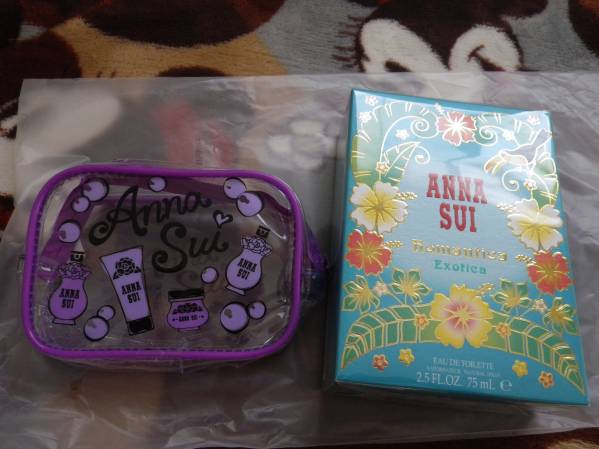 Anna
Sui
ANNA
SUI
ANNA
SUI
ANNA SUI
ANNA
SUI
ANNA
SUI
Romantica
Exotica
EAU DE TOILETTE
2.5 FL.OZ. 75 mL e